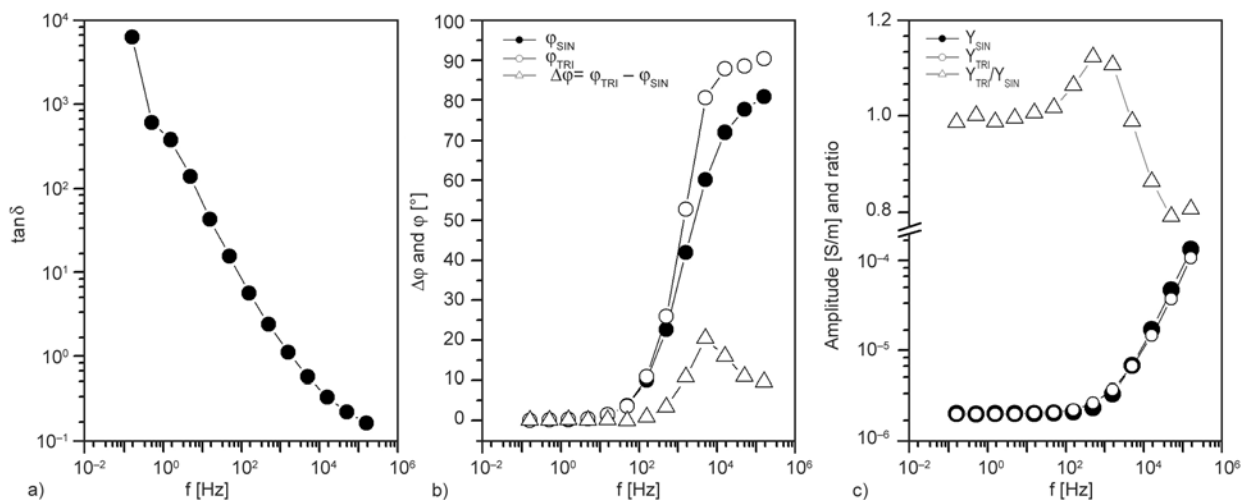 10⁴
10³
10²
10¹
10⁰
10⁻¹
tanδ
10⁻² 10⁰ 10² 10⁴ 10⁶
f [Hz]
a)
100
90
80
70
60
50
40
30
20
10
0
Δφ and φ [°]
φSIN
φTRI
Δφ= φTRI − φSIN
10⁻² 10⁰ 10² 10⁴ 10⁶
f [Hz]
b)
1.2
1.0
0.8
10⁻⁴
10⁻⁵
10⁻⁶
Amplitude [S/m] and ratio
YSIN
YTRI
YTRI/YSIN
10⁻² 10⁰ 10² 10⁴ 10⁶
f [Hz]
c)